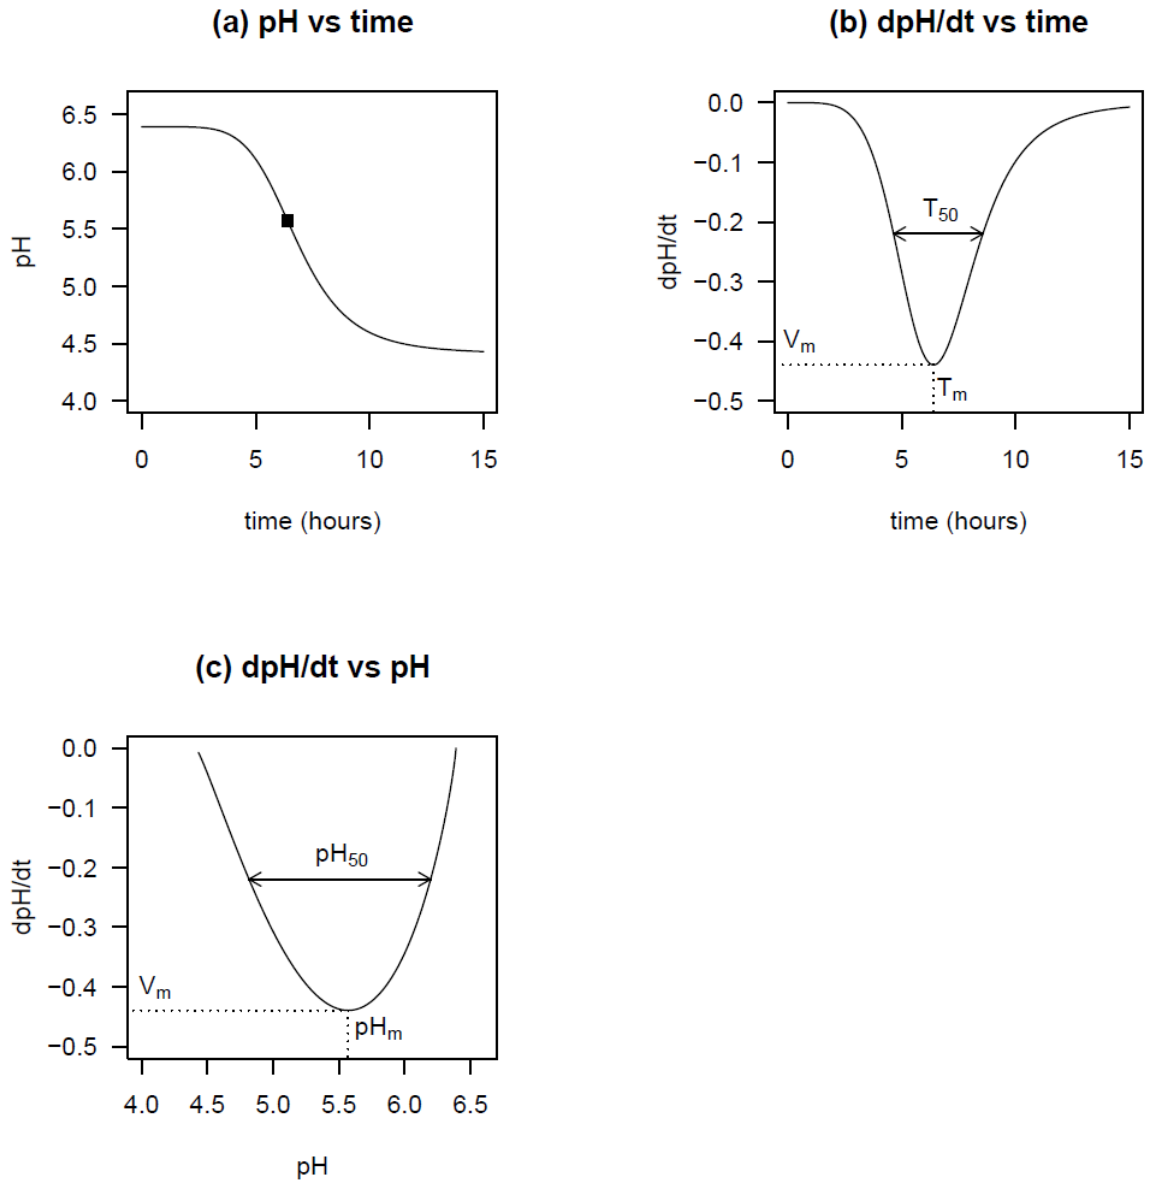 (a) pH vs time
6.5
6.0
5.5
5.0
4.5
4.0
pH
0 5 10 15
time (hours)
(b) dpH/dt vs time
0.0
−0.1
−0.2
−0.3
−0.4
−0.5
dpH/dt
T50
Vm
Tm
0 5 10 15
time (hours)
(c) dpH/dt vs pH
0.0
−0.1
−0.2
−0.3
−0.4
−0.5
dpH/dt
pH50
Vm
pHm
4.0 4.5 5.0 5.5 6.0 6.5
pH